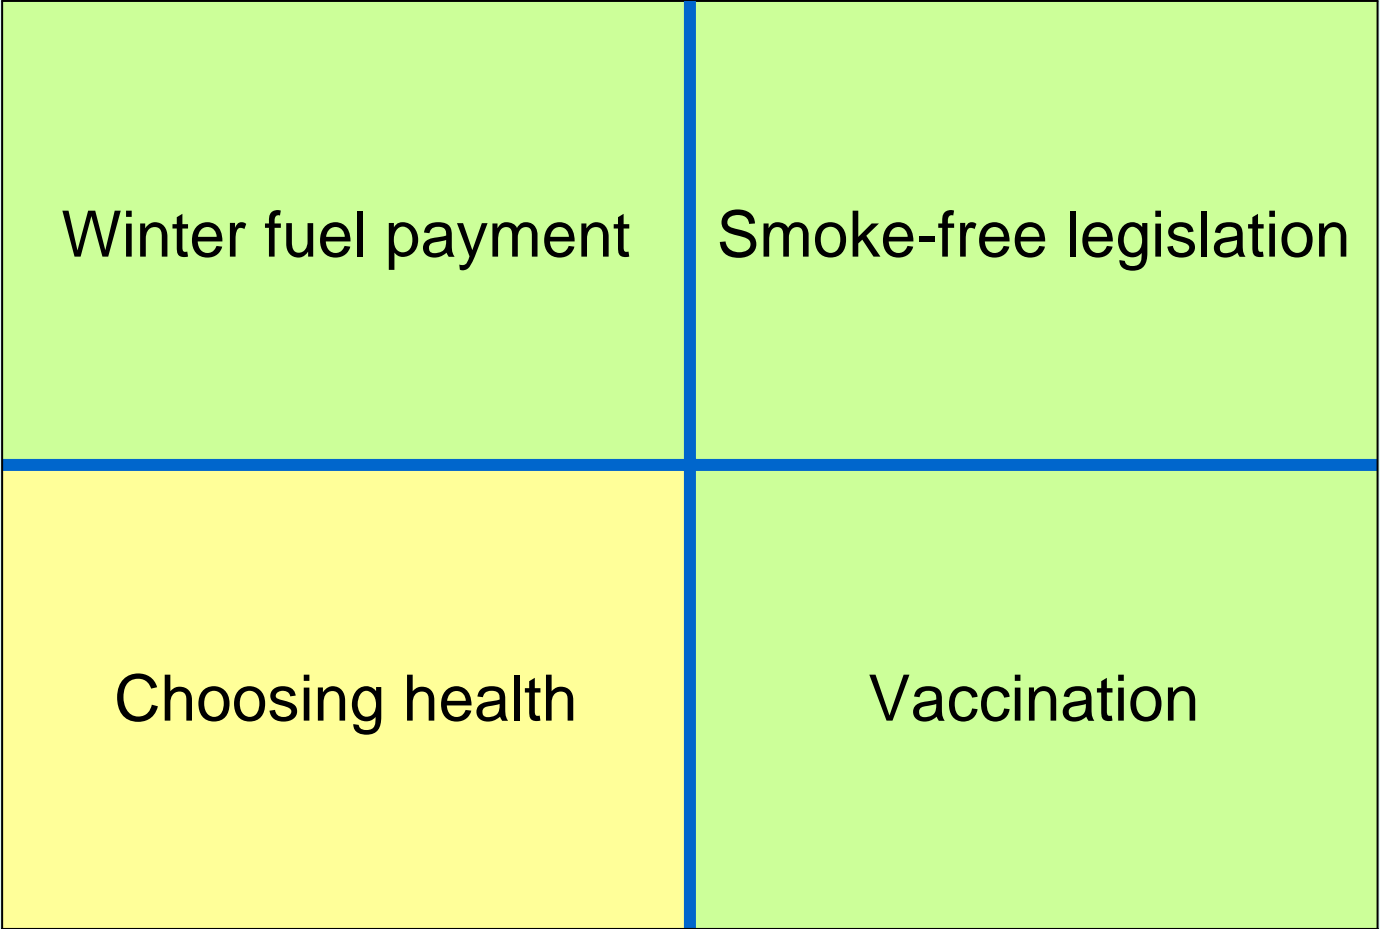 Winter fuel payment
Smoke-free legislation
Choosing health
Vaccination